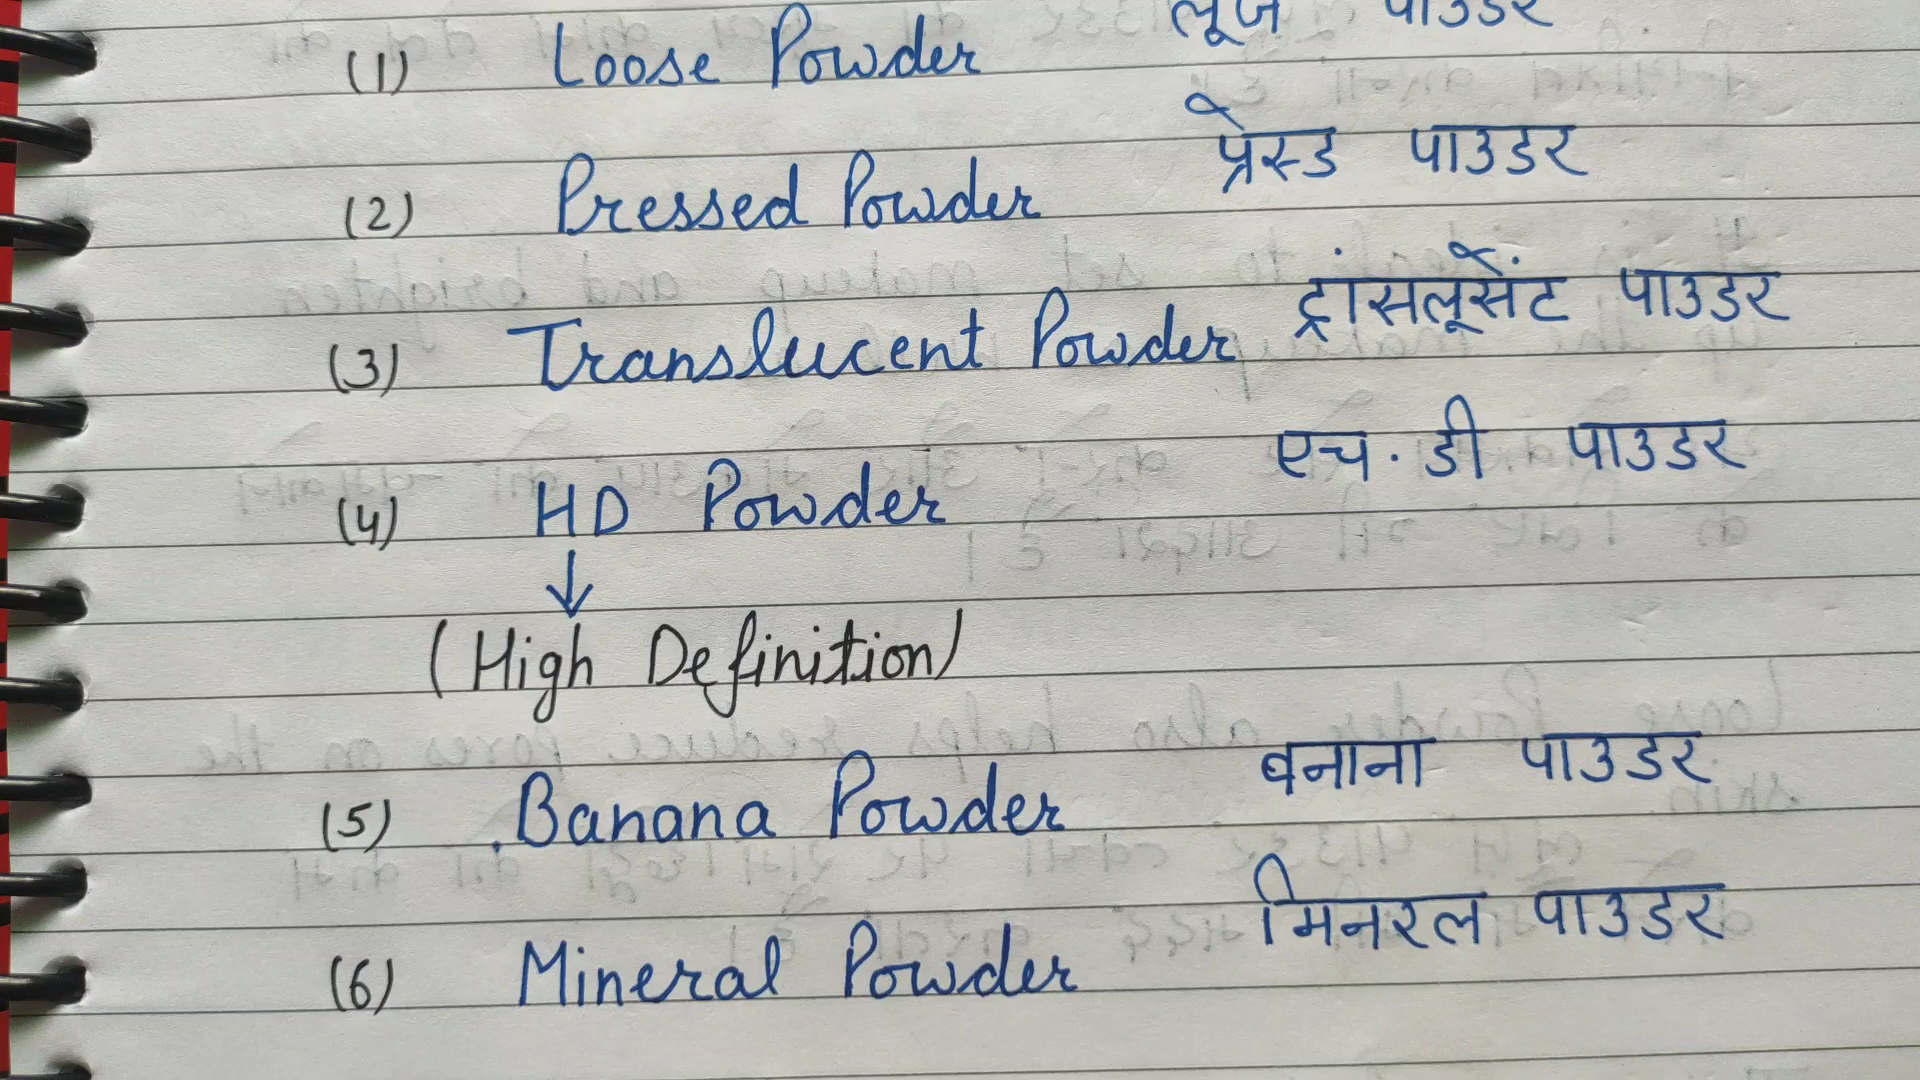 (1) Loose Powder लूज पाउडर
(2) Pressed Powder प्रेस्ड पाउडर
(3) Translucent Powder ट्रांसलूसेंट पाउडर
(4) HD Powder एच. डी पाउडर
↓
(High Definition)
(5) Banana Powder बनाना पाउडर
(6) Mineral Powder मिनरल पाउडर